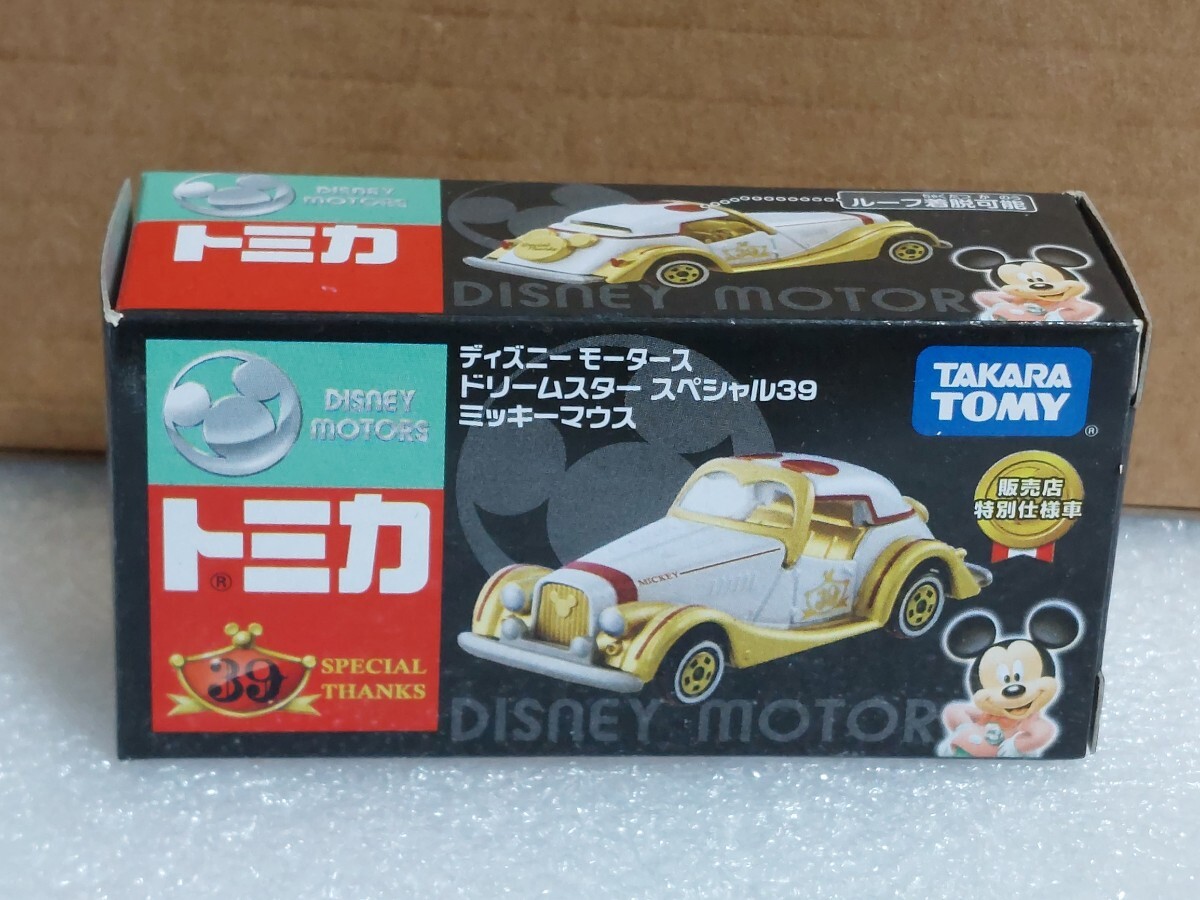 DISNEY
MOTORS
トミカ
ルーフ着脱可能
DISNEY MOTOR
DISNEY
MOTORS
トミカ
®
39
SPECIAL
THANKS
ディズニー モータース
ドリームスター スペシャル39
ミッキーマウス
TAKARA
TOMY
®
販売店
特別仕様車
MICKEY
39
DISNEY MOTORS